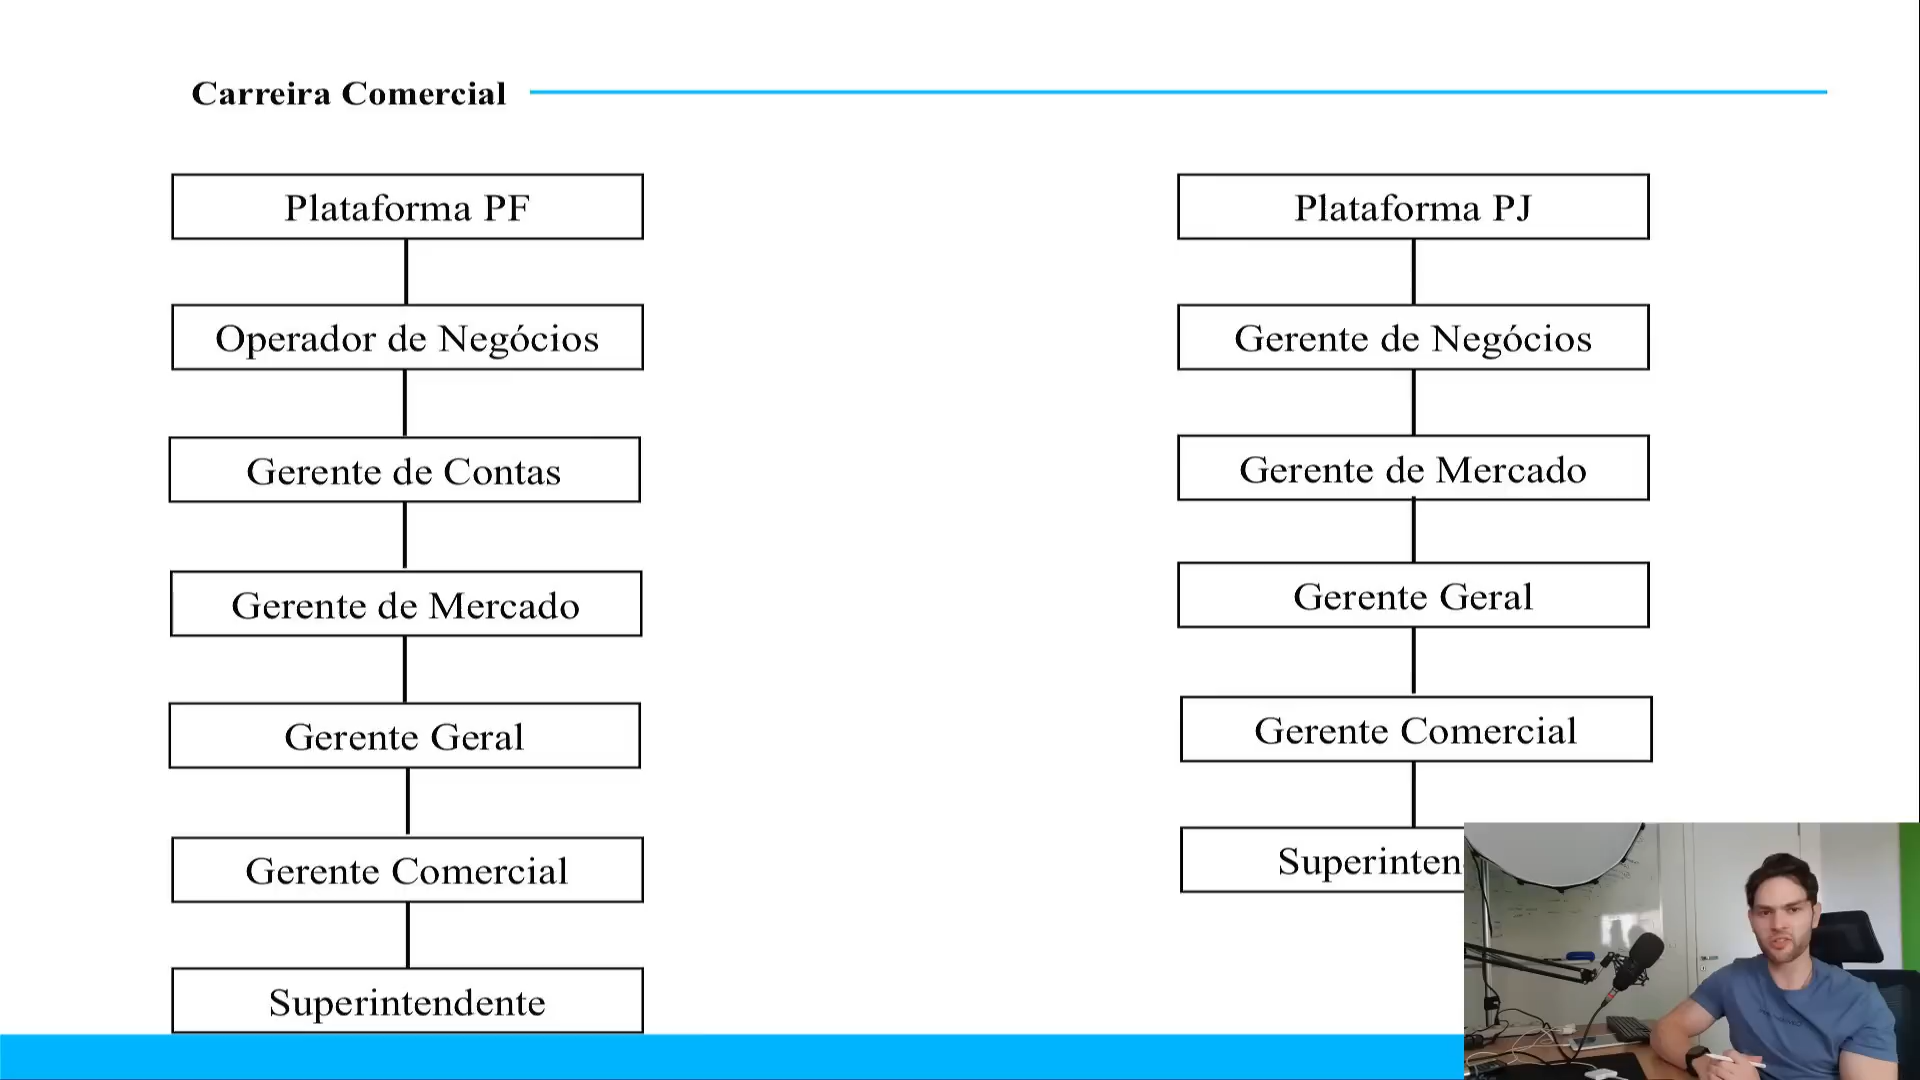 Carreira Comercial
Plataforma PF
Operador de Negócios
Gerente de Contas
Gerente de Mercado
Gerente Geral
Gerente Comercial
Superintendente
Plataforma PJ
Gerente de Negócios
Gerente de Mercado
Gerente Geral
Gerente Comercial
Superinten